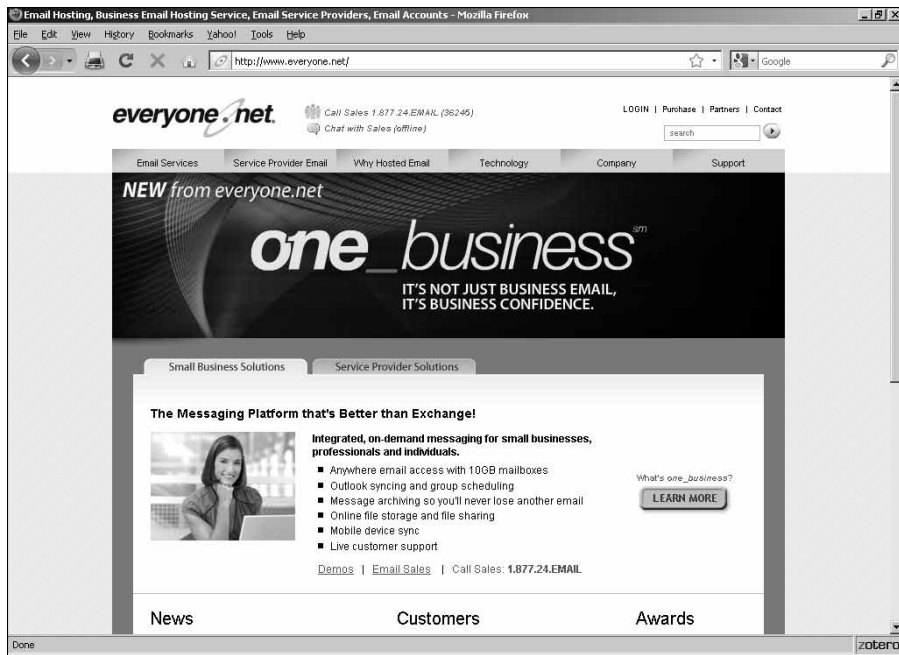 Email Hosting, Business Email Hosting Service, Email Service Providers, Email Accounts - Mozilla Firefox
File Edit View History Bookmarks Yahoo! Tools Help
http://www.everyone.net/
Google
everyone.net.
Call Sales 1.877.24.EMAIL (36245)
Chat with Sales (offline)
LOGIN | Purchase | Partners | Contact
search
Email Services Service Provider Email Why Hosted Email Technology Company Support
NEW from everyone.net
one_business sm
IT'S NOT JUST BUSINESS EMAIL,
IT'S BUSINESS CONFIDENCE.
Small Business Solutions Service Provider Solutions
The Messaging Platform that's Better than Exchange!
Integrated, on-demand messaging for small businesses,
professionals and individuals.
Anywhere email access with 10GB mailboxes
Outlook syncing and group scheduling
Message archiving so you'll never lose another email
Online file storage and file sharing
Mobile device sync
Live customer support
What's one_business?
LEARN MORE
Demos | Email Sales | Call Sales: 1.877.24.EMAIL
News Customers Awards
Done
zotero